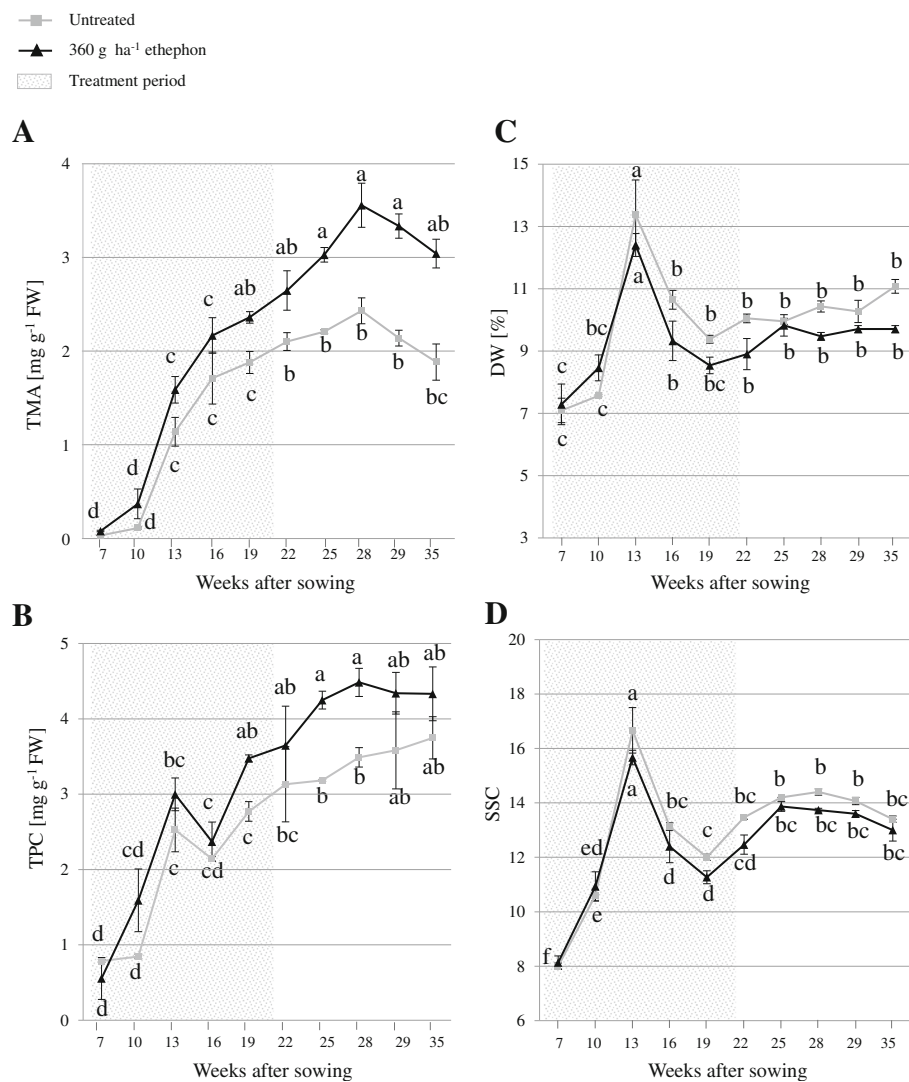 Untreated
360 g ha⁻¹ ethephon
Treatment period
A
4
3
2
1
0
TMA [mg g⁻¹ FW]
d
d
c
c
ab
ab
a
a
a
ab
d
c
c
c
b
b
b
b
bc
7 10 13 16 19 22 25 28 29 35
Weeks after sowing
B
5
4
3
2
1
0
TPC [mg g⁻¹ FW]
d
cd
bc
c
ab
ab
a
a
ab
ab
d
d
c
cd
c
bc
b
b
ab
ab
7 10 13 16 19 22 25 28 29 35
Weeks after sowing
C
15
13
11
9
7
5
3
DW [%]
c
bc
a
b
b
b
b
b
b
b
c
c
a
b
bc
b
b
b
b
b
7 10 13 16 19 22 25 28 29 35
Weeks after sowing
D
20
18
16
14
12
10
8
6
SSC
f
ed
a
bc
c
bc
b
b
b
bc
e
a
d
d
cd
bc
bc
bc
bc
7 10 13 16 19 22 25 28 29 35
Weeks after sowing